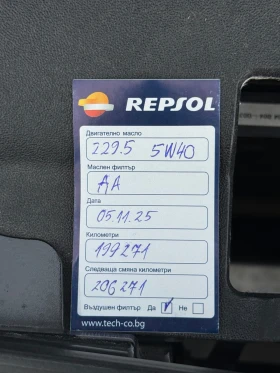 REPSOL
Двигателно масло
229.5 5W40
Маслен филтър
AA
Дата
05.11.25
Километри
199271
Следваща смяна километри
206271
Въздушен филтър Да ✓ Не
www.tech-co.bg